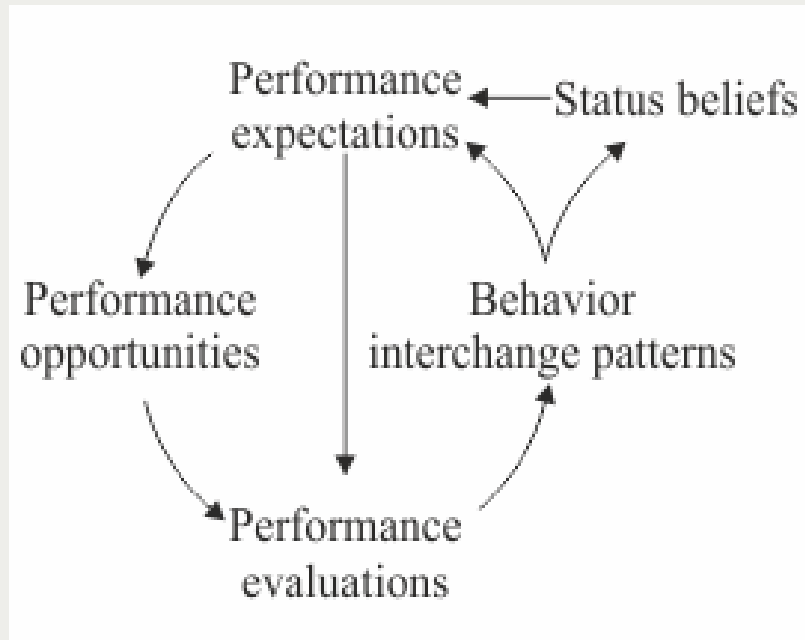 Performance
expectations
Status beliefs
Performance
opportunities
Behavior
interchange patterns
Performance
evaluations